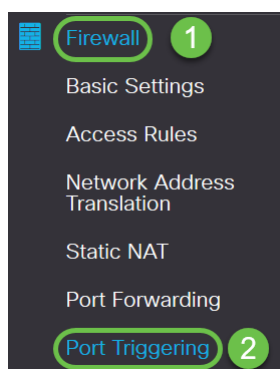 Firewall 1
Basic Settings
Access Rules
Network Address
Translation
Static NAT
Port Forwarding
Port Triggering 2